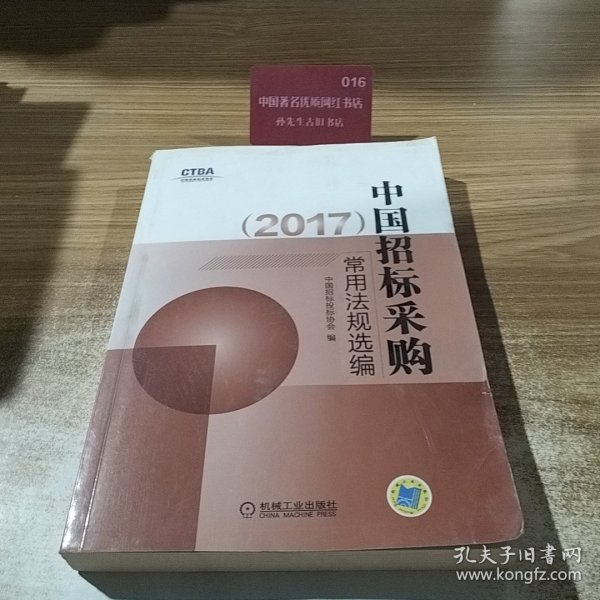 016
中国著名优质网红书店
孙先生古旧书店
CTBA
中国招标采购
（2017）
常用法规选编
中国招标投标协会 编
机械工业出版社
CHINA MACHINE PRESS
孔夫子旧书网
www.kongfz.com